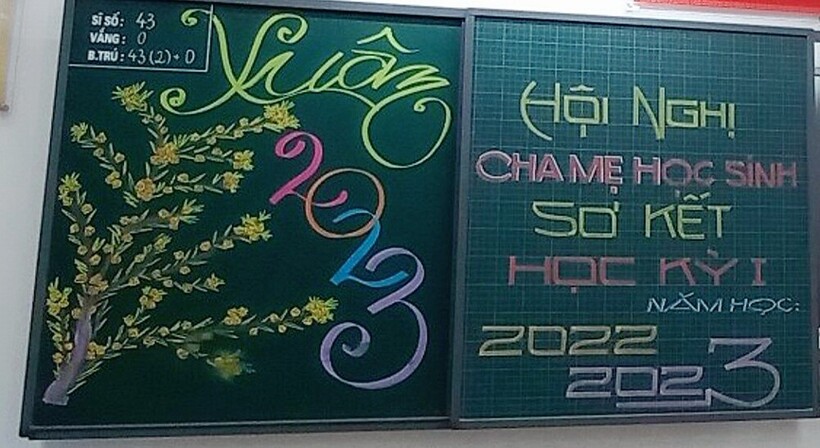 SĨ SỐ: 43
VẮNG: 0
B.TRÚ: 43(2)+0
Xuân
2023
HỘI NGHỊ
CHA MẸ HỌC SINH
SƠ KẾT
HỌC KỲ I
NĂM HỌC:
2022
2023